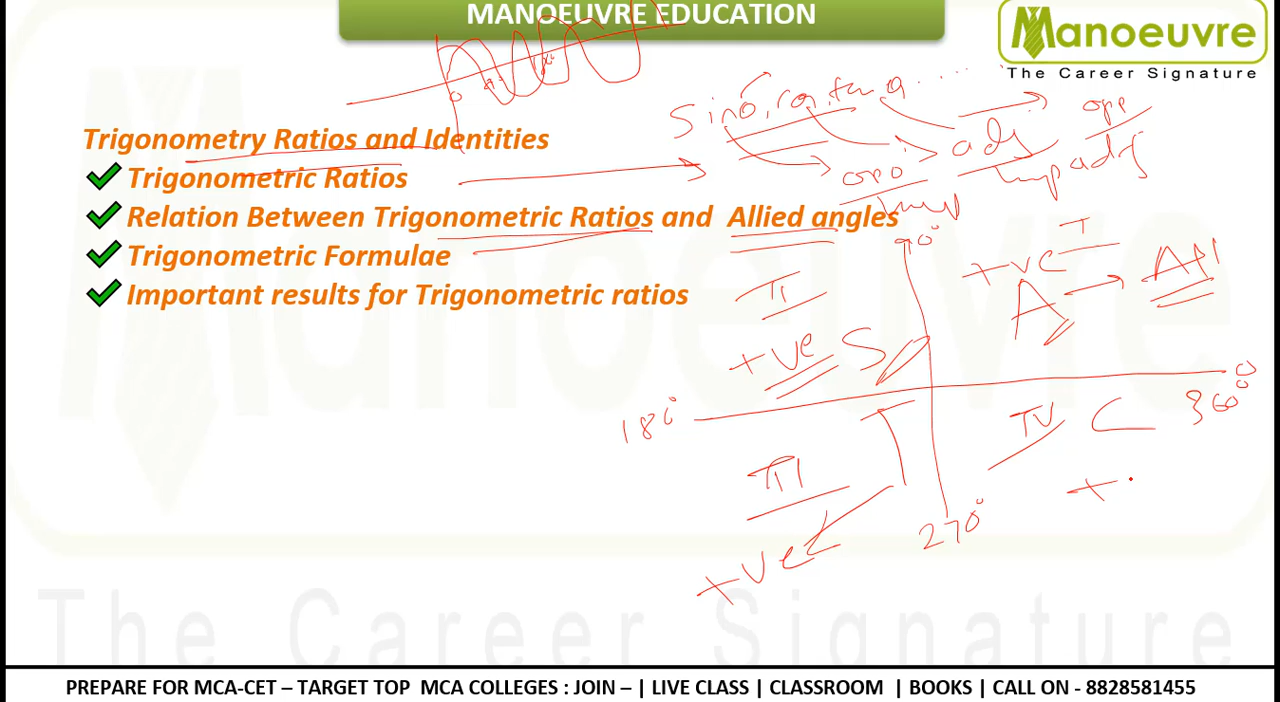 MANOEUVRE EDUCATION
Manoeuvre
The Career Signature
Trigonometry Ratios and Identities
Trigonometric Ratios
Relation Between Trigonometric Ratios and Allied angles
Trigonometric Formulae
Important results for Trigonometric ratios
opp
adj
adj
hyp
90°
I
+ve
A
All
II
+ve S
180°
360°
0
IV C
III
T
+
270°
+ve
The Career Signature
PREPARE FOR MCA-CET – TARGET TOP MCA COLLEGES : JOIN – | LIVE CLASS | CLASSROOM | BOOKS | CALL ON - 8828581455